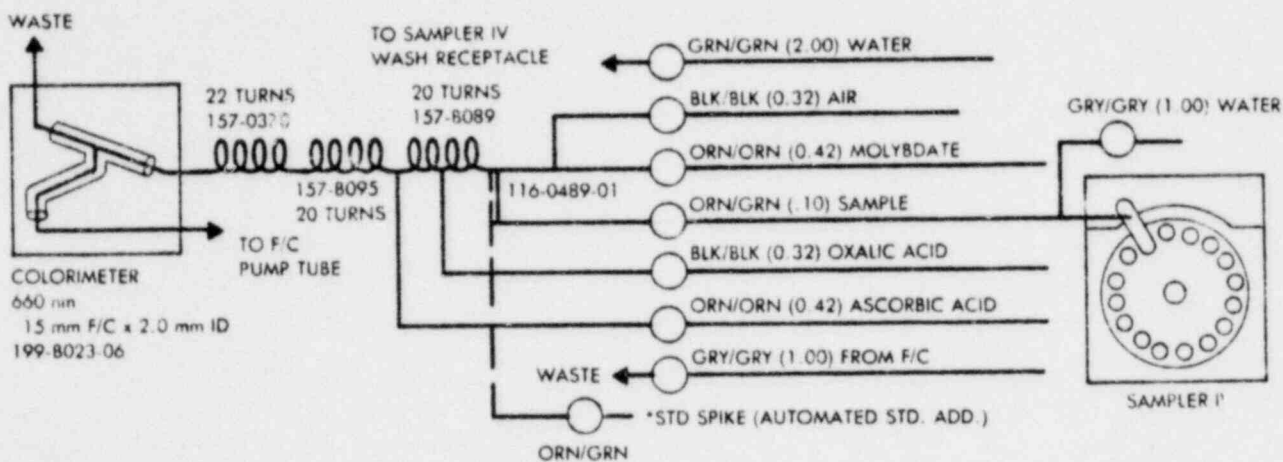 WASTE
TO SAMPLER IV
WASH RECEPTACLE
GRN/GRN (2.00) WATER
22 TURNS
157-0370
20 TURNS
157-8089
BLK/BLK (0.32) AIR
GRY/GRY (1.00) WATER
ORN/ORN (0.42) MOLYBDATE
157-8095
20 TURNS
116-0489-01
ORN/GRN (.10) SAMPLE
TO F/C
PUMP TUBE
BLK/BLK (0.32) OXALIC ACID
COLORIMETER
660 nm
15 mm F/C x 2.0 mm ID
199-8023-06
ORN/ORN (0.42) ASCORBIC ACID
WASTE
GRY/GRY (1.00) FROM F/C
SAMPLER
*STD SPIKE (AUTOMATED STD. ADD.)
ORN/GRN